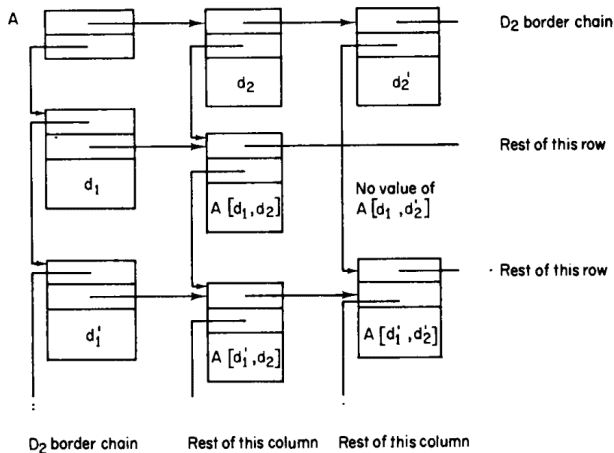 A
D2 border chain
d2
d2'
Rest of this row
d1
A [d1,d2]
No value of
A [d1,d2']
Rest of this row
d1'
A [d1',d2]
A [d1',d2']
D2 border chain
Rest of this column
Rest of this column